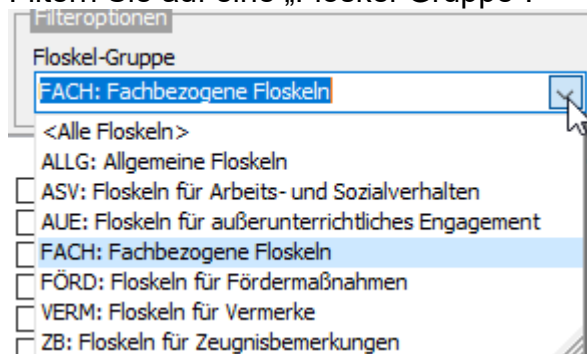 Filtern Sie auf eine „Floskel-Gruppe“.
Filteroptionen
Floskel-Gruppe
FACH: Fachbezogene Floskeln
<Alle Floskeln>
ALLG: Allgemeine Floskeln
ASV: Floskeln für Arbeits- und Sozialverhalten
AUE: Floskeln für außerunterrichtliches Engagement
FACH: Fachbezogene Floskeln
FÖRD: Floskeln für Fördermaßnahmen
VERM: Floskeln für Vermerke
ZB: Floskeln für Zeugnisbemerkungen